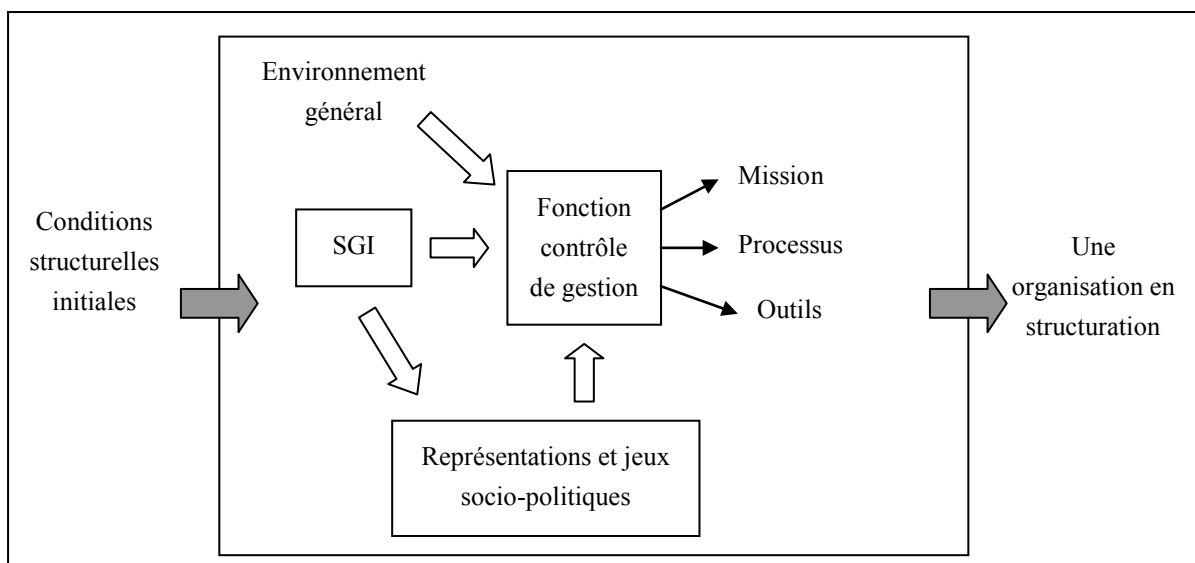 Environnement
général
Conditions
structurelles
initiales
SGI
Fonction
contrôle
de gestion
Mission
Processus
Outils
Représentations et jeux
socio-politiques
Une
organisation en
structuration